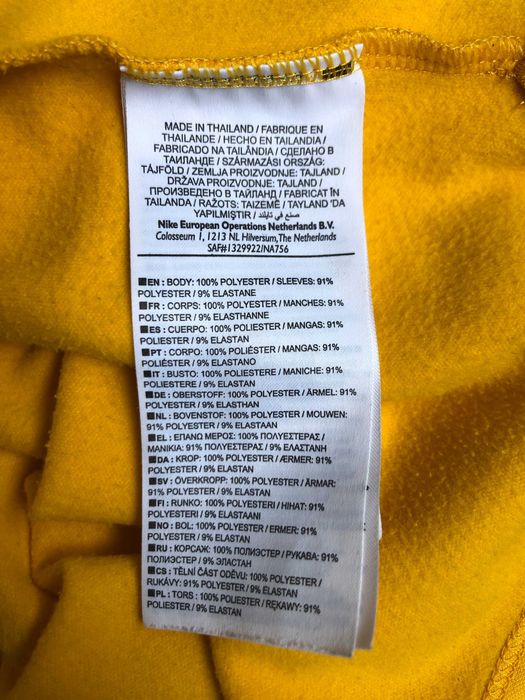 MADE IN THAILAND / FABRIQUE EN
THAILANDE / HECHO EN TAILANDIA /
FABRICADO NA TAILÂNDIA / СДЕЛАНО В
ТАИЛАНДЕ / SZÁRMAZÁSI ORSZÁG:
TÁJFÖLD / ZEMLJA PROIZVODNJE: TAJLAND /
DRŽAVA PROIZVODNJE: TAJLAND /
ПРОИЗВЕДЕНО В ТАЙЛАНД / FABRICAT ÎN
TAILANDA / RAŽOTS: TAIZEMĒ / TAYLAND 'DA
YAPILMIŞTIR / صنع في تايلند
Nike European Operations Netherlands B.V.
Colosseum 1, 1213 NL Hilversum, The Netherlands
SAF#1329922/NA756
EN : BODY: 100% POLYESTER / SLEEVES: 91%
POLYESTER / 9% ELASTANE
FR : CORPS: 100% POLYESTER / MANCHES: 91%
POLYESTER / 9% ELASTHANNE
ES : CUERPO: 100% POLIESTER / MANGAS: 91%
POLIESTER / 9% ELASTAN
PT : CORPO: 100% POLIÉSTER / MANGAS: 91%
POLIÉSTER / 9% ELASTANO
IT : BUSTO: 100% POLIESTERE / MANICHE: 91%
POLIESTERE / 9% ELASTAN
DE : OBERSTOFF: 100% POLYESTER / ÄRMEL: 91%
POLYESTER / 9% ELASTHAN
NL : BOVENSTOF: 100% POLYESTER / MOUWEN:
91% POLYESTER / 9% ELASTAAN
EL : ΕΠΑΝΩ ΜΕΡΟΣ: 100% ΠΟΛΥΕΣΤΕΡΑΣ /
ΜΑΝΙΚΙΑ: 91% ΠΟΛΥΕΣΤΕΡΑΣ / 9% ΕΛΑΣΤΑΝΗ
DA : KROP: 100% POLYESTER / ÆRMER: 91%
POLYESTER / 9% ELASTAN
SV : ÖVERKROPP: 100% POLYESTER / ÄRMAR:
91% POLYESTER / 9% ELASTAN
FI : RUNKO: 100% POLYESTERI / HIHAT: 91%
POLYESTERI / 9% ELASTAANI
NO : BOL: 100% POLYESTER / ERMER: 91%
POLYESTER / 9% ELASTAN
RU : КОРСАЖ: 100% ПОЛИЭСТЕР / РУКАВА: 91%
ПОЛИЭСТЕР / 9% ЭЛАСТАН
CS : TĚLNÍ ČÁST ODĚVU: 100% POLYESTER /
RUKÁVY: 91% POLYESTER / 9% ELASTAN
PL : TORS : 100% POLIESTER / RĘKAWY: 91%
POLIESTER / 9% ELASTAN